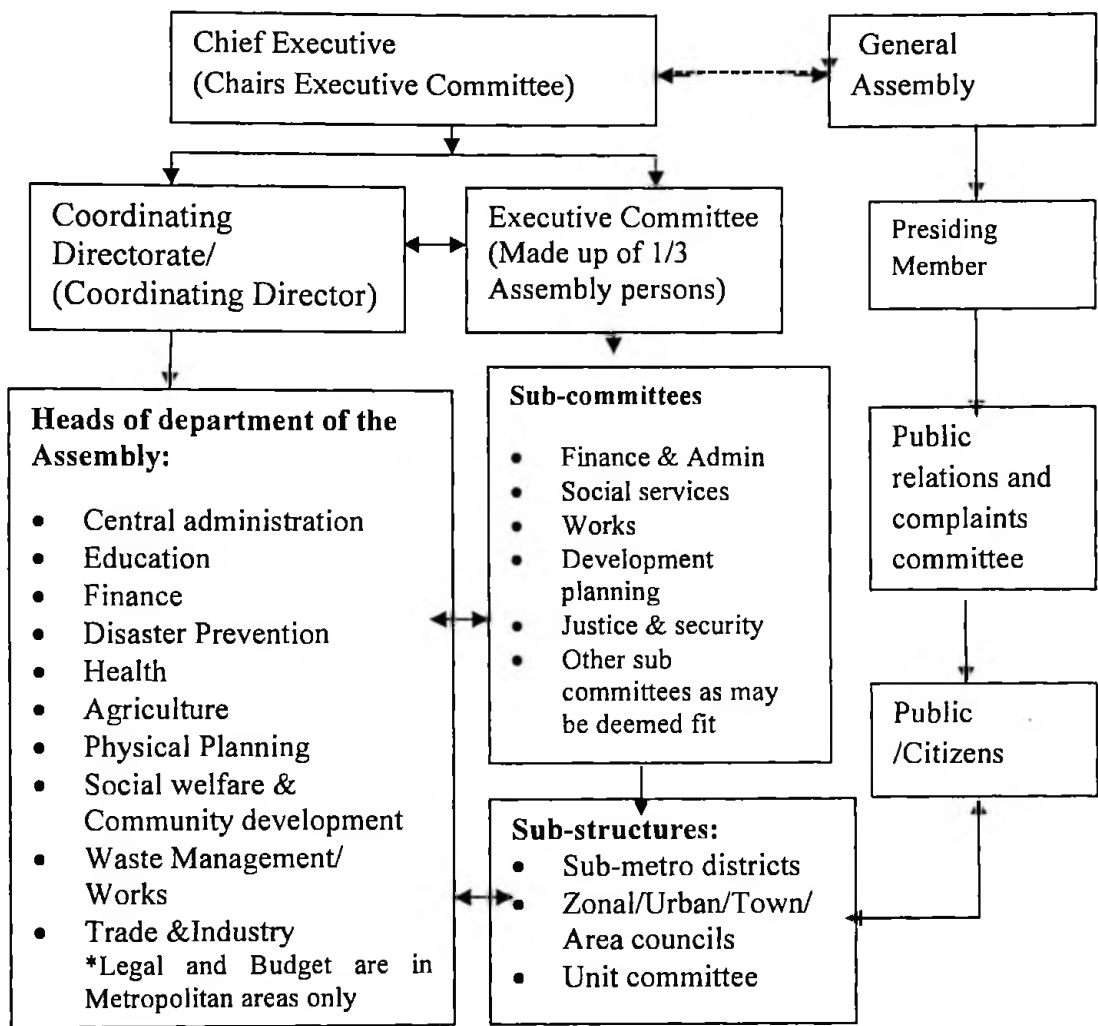 Chief Executive
(Chairs Executive Committee)
General
Assembly
Coordinating
Directorate/
(Coordinating Director)
Executive Committee
(Made up of 1/3
Assembly persons)
Presiding
Member
Heads of department of the
Assembly:
• Central administration
• Education
• Finance
• Disaster Prevention
• Health
• Agriculture
• Physical Planning
• Social welfare &
Community development
• Waste Management/
Works
• Trade &Industry
*Legal and Budget are in
Metropolitan areas only
Sub-committees
• Finance & Admin
• Social services
• Works
• Development
planning
• Justice & security
• Other sub
committees as may
be deemed fit
Public
relations and
complaints
committee
Public
/Citizens
Sub-structures:
• Sub-metro districts
• Zonal/Urban/Town/
Area councils
• Unit committee